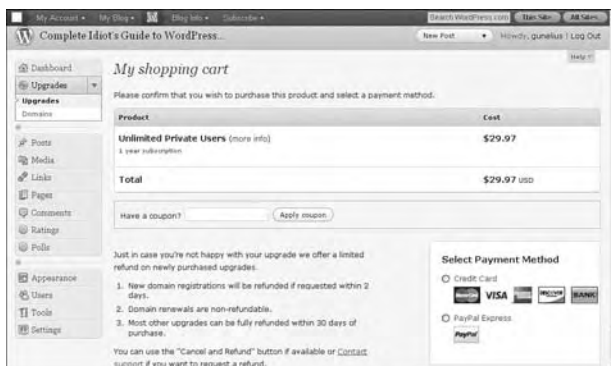 My Account
My Blog
Blog Info
Subscribe
Search WordPress.com
This Site
All Sites
Complete Idiot's Guide to WordPress...
New Post
Howdy, gunelius | Log Out
Help
Dashboard
Upgrades
Upgrades
Domains
Posts
Media
Links
Pages
Comments
Ratings
Polls
Appearance
Users
Tools
Settings
My shopping cart
Please confirm that you wish to purchase this product and select a payment method.
Product Cost
Unlimited Private Users (more info) $29.97
1 year subscription
Total $29.97 USD
Have a coupon? Apply coupon
Just in case you're not happy with your upgrade we offer a limited
refund on newly purchased upgrades.
1. New domain registrations will be refunded if requested within 2
days.
2. Domain renewals are non-refundable.
3. Most other upgrades can be fully refunded within 30 days of
purchase.
You can use the "Cancel and Refund" button if available or Contact
support if you want to request a refund.
Select Payment Method
Credit Card
VISA
DISCOVER
BANK
PayPal Express
PayPal